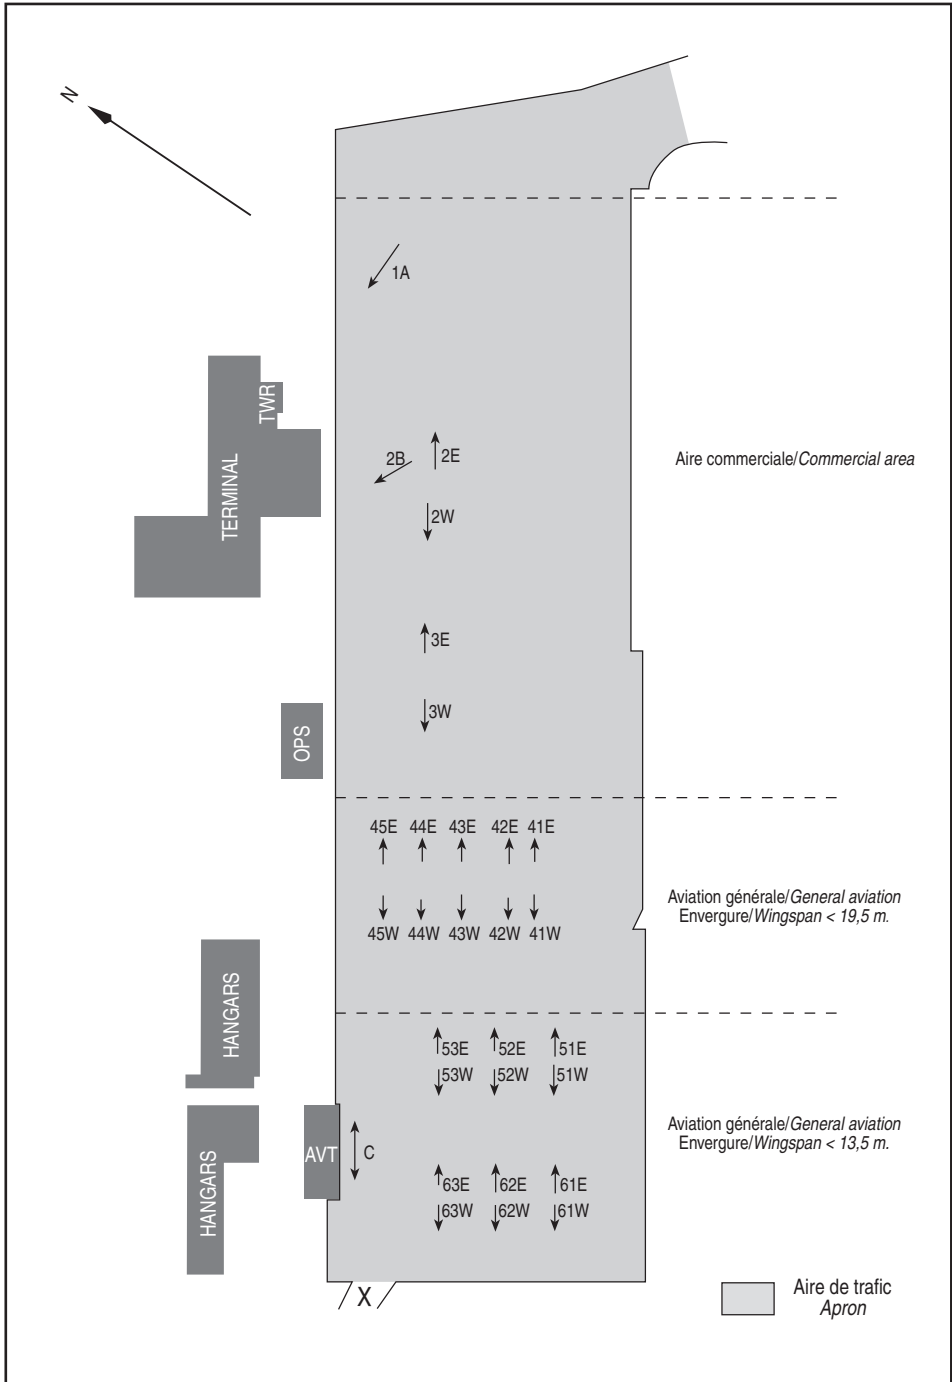 N
1A
TWR
TERMINAL
2B
2E
2W
Aire commerciale/Commercial area
3E
3W
OPS
45E 44E 43E 42E 41E
45W 44W 43W 42W 41W
Aviation générale/General aviation
Envergure/Wingspan < 19,5 m.
HANGARS
53E 52E 51E
53W 52W 51W
Aviation générale/General aviation
Envergure/Wingspan < 13,5 m.
AVT
C
HANGARS
63E 62E 61E
63W 62W 61W
X
Aire de trafic
Apron